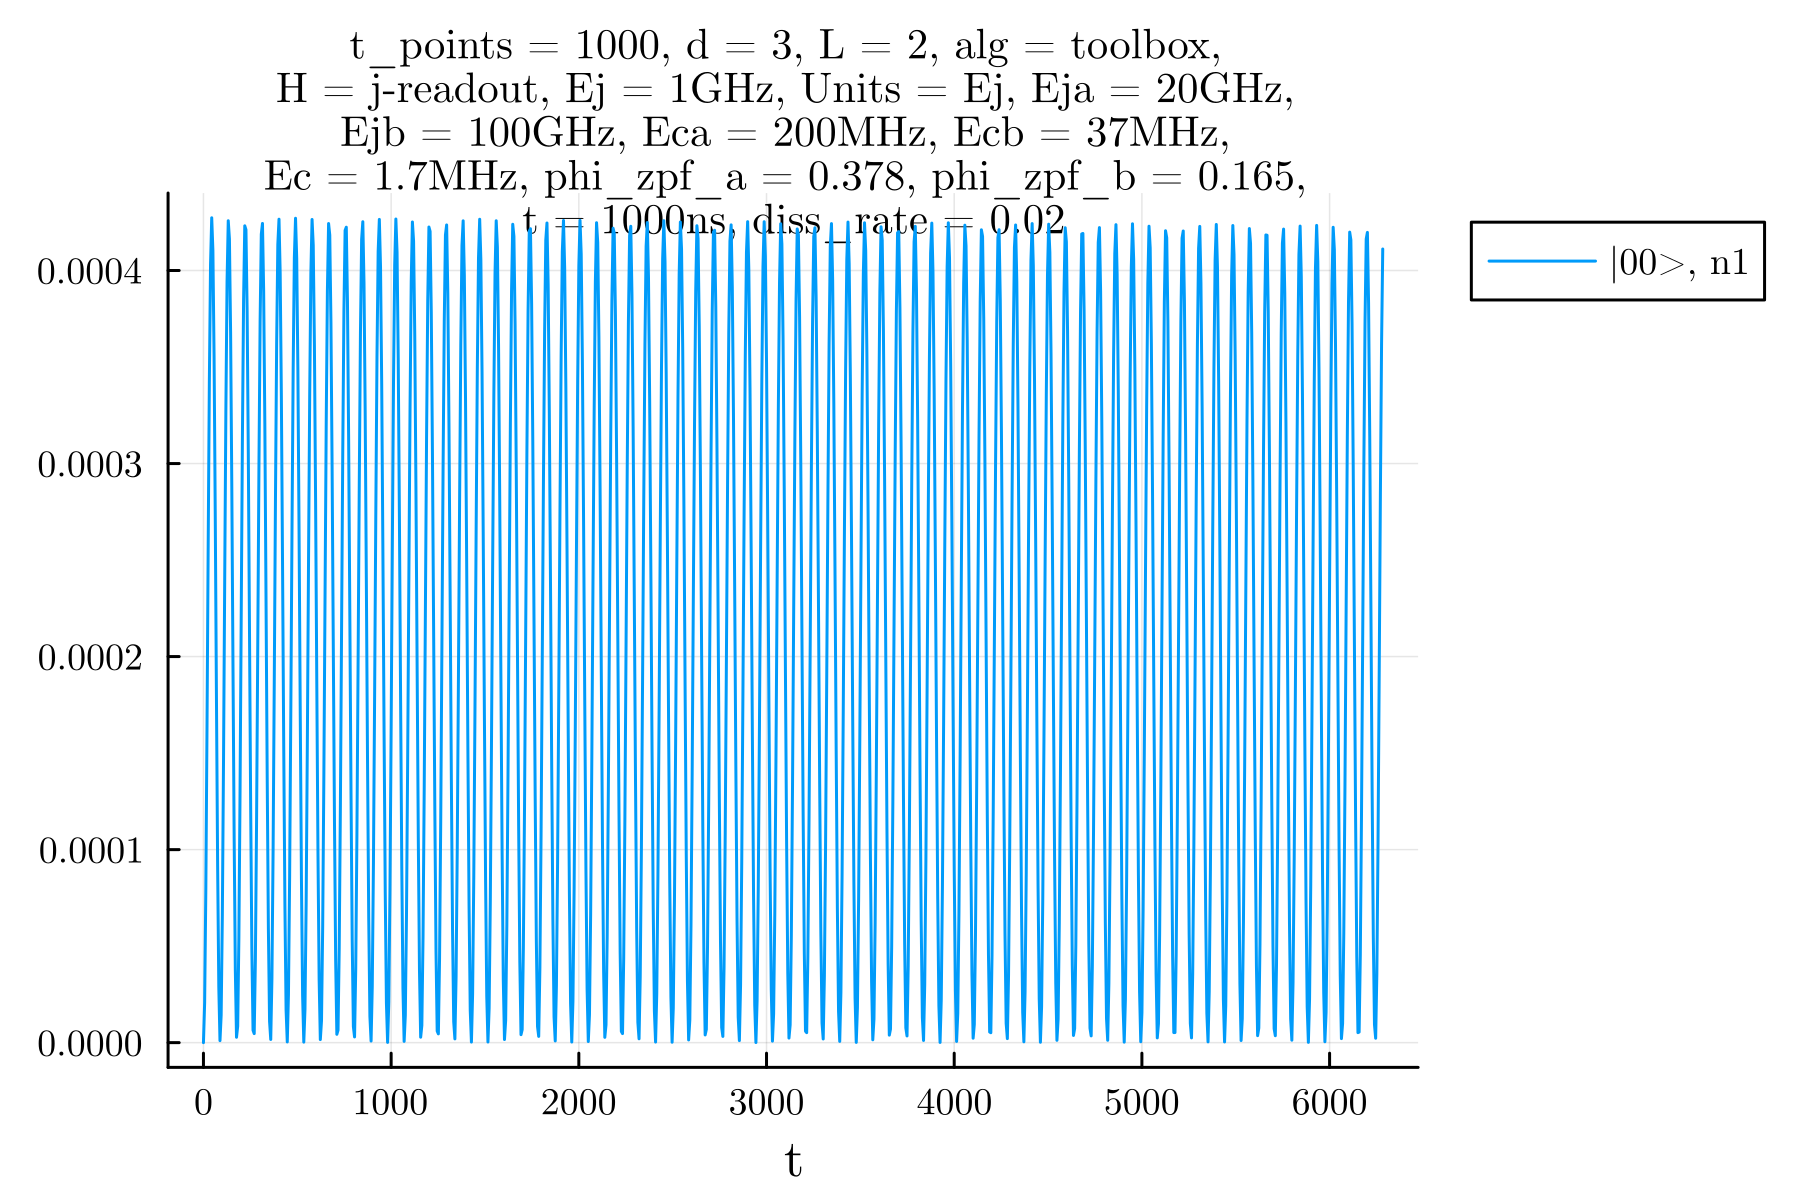 t_points = 1000, d = 3, L = 2, alg = toolbox,
H = j-readout, Ej = 1GHz, Units = Ej, Eja = 20GHz,
Ejb = 100GHz, Eca = 200MHz, Ecb = 37MHz,
Ec = 1.7MHz, phi_zpf_a = 0.378, phi_zpf_b = 0.165,
t = 1000ns, diss_rate = 0.02
|00>, n1
0.0004
0.0003
0.0002
0.0001
0.0000
0 1000 2000 3000 4000 5000 6000
t